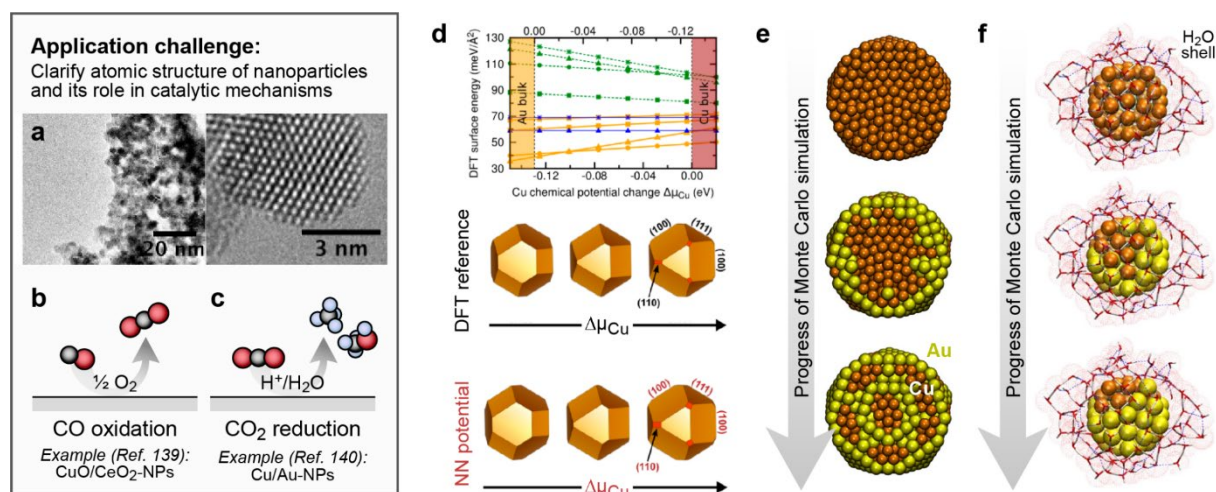 Application challenge:
Clarify atomic structure of nanoparticles
and its role in catalytic mechanisms
a
20 nm
3 nm
b
c
½ O₂
H⁺/H₂O
CO oxidation
CO₂ reduction
Example (Ref. 139):
CuO/CeO₂-NPs
Example (Ref. 140):
Cu/Au-NPs
d
0.00 -0.04 -0.08 -0.12
DFT surface energy (meV/Å²)
130
110
90
70
50
30
Au bulk
Cu bulk
-0.12 -0.08 -0.04 0.00
Cu chemical potential change ΔμCu (eV)
DFT reference
(100)
(111)
(100)
(110)
ΔμCu
NN potential
(100)
(111)
(100)
(110)
ΔμCu
e
Progress of Monte Carlo simulation
Au
Cu
f
H₂O
shell
Progress of Monte Carlo simulation